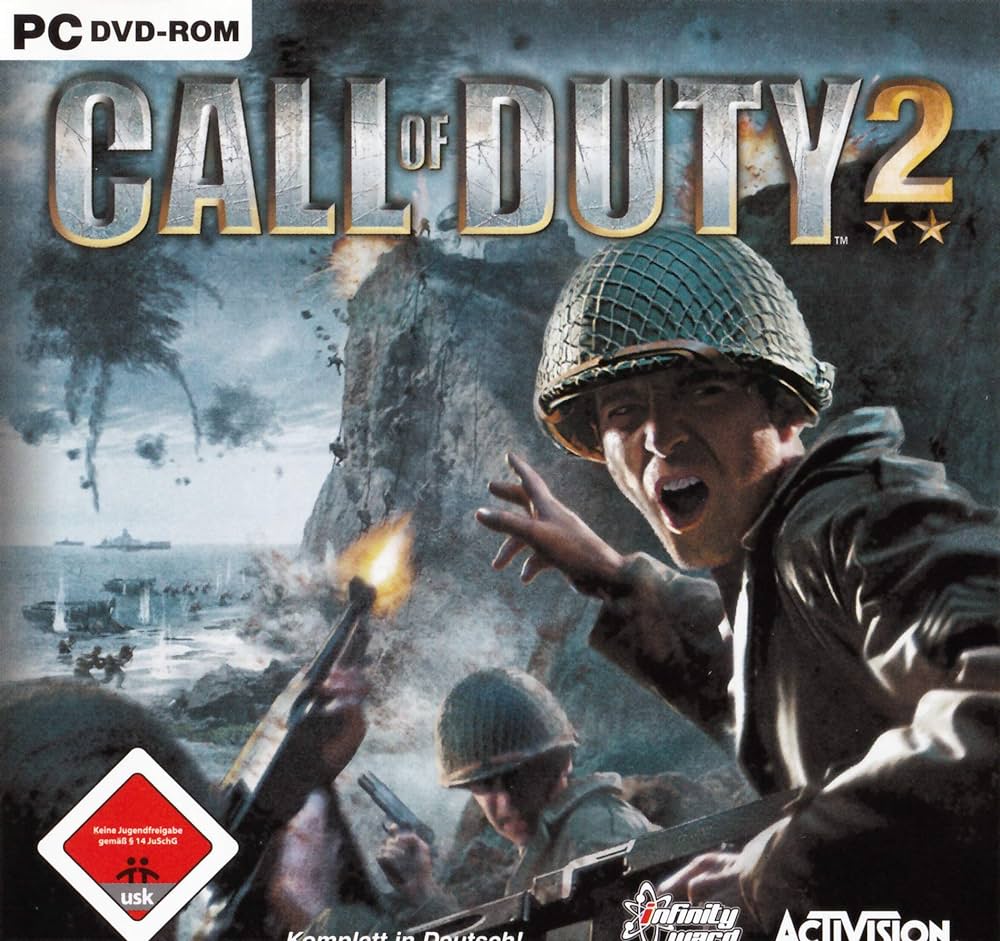 PC DVD-ROM
CALL OF DUTY 2
TM
Keine Jugendfreigabe
gemäß § 14 JuSchG
usk
Komplett in Deutsch!
infinity
ward
ACTIVISION